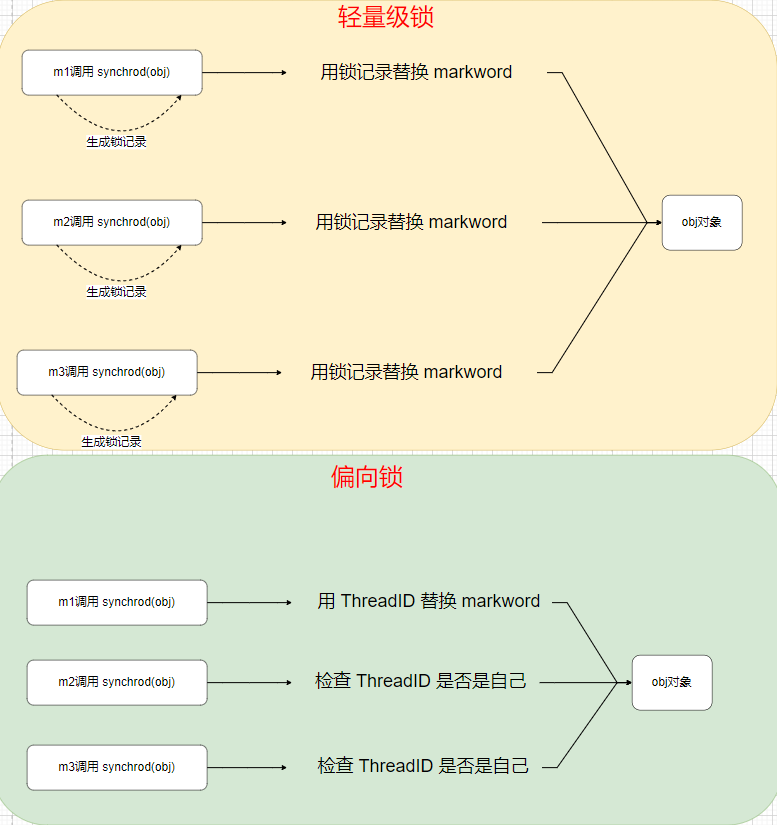 轻量级锁
m1调用 synchrod(obj)
用锁记录替换 markword
生成锁记录
m2调用 synchrod(obj)
用锁记录替换 markword
obj对象
生成锁记录
m3调用 synchrod(obj)
用锁记录替换 markword
生成锁记录
偏向锁
m1调用 synchrod(obj)
用 ThreadID 替换 markword
m2调用 synchrod(obj)
检查 ThreadID 是否是自己
obj对象
m3调用 synchrod(obj)
检查 ThreadID 是否是自己